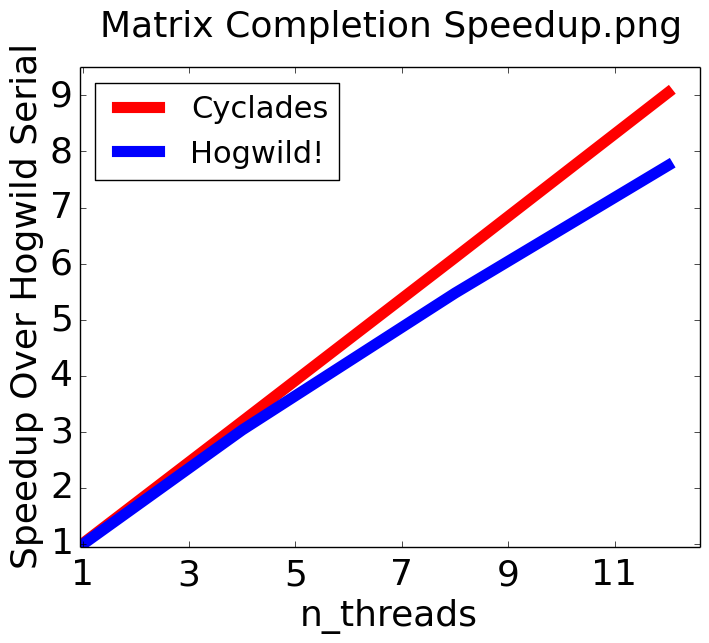 Matrix Completion Speedup.png
Speedup Over Hogwild Serial
9
8
7
6
5
4
3
2
1
Cyclades
Hogwild!
1 3 5 7 9 11
n_threads